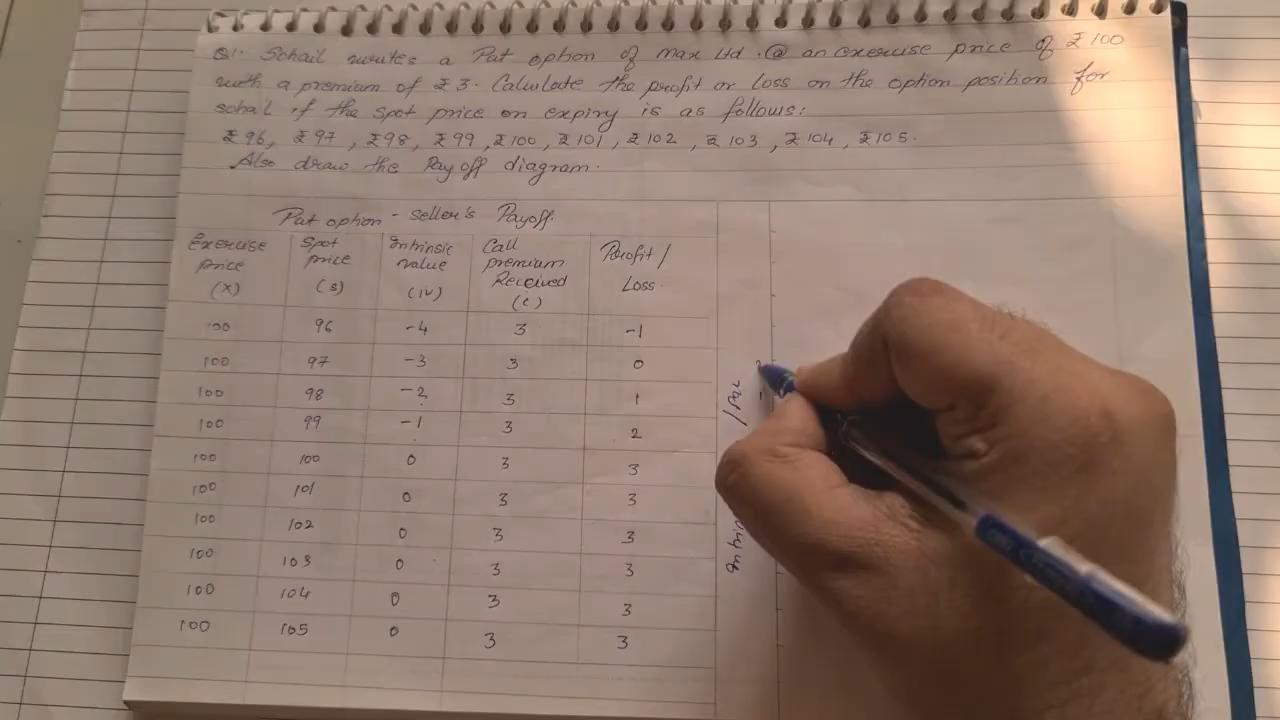 Q1. Sohail writes a Put option of Max Ltd. @ an exercise price of ₹100
with a premium of ₹3. Calculate the profit or Loss on the option position for
sohail if the spot price on expiry is as follows:
₹96, ₹97, ₹98, ₹99, ₹100, ₹101, ₹102, ₹103, ₹104, ₹105.
Also draw the Pay off diagram.
Put option - seller's Payoff.
Exercise price (X) Spot price (S) Intrinsic value (IV) Call premium Received (C) Profit / Loss.
100 96 -4 3 -1
100 97 -3 3 0
100 98 -2 3 1
100 99 -1 3 2
100 100 0 3 3
100 101 0 3 3
100 102 0 3 3
100 103 0 3 3
100 104 0 3 3
100 105 0 3 3